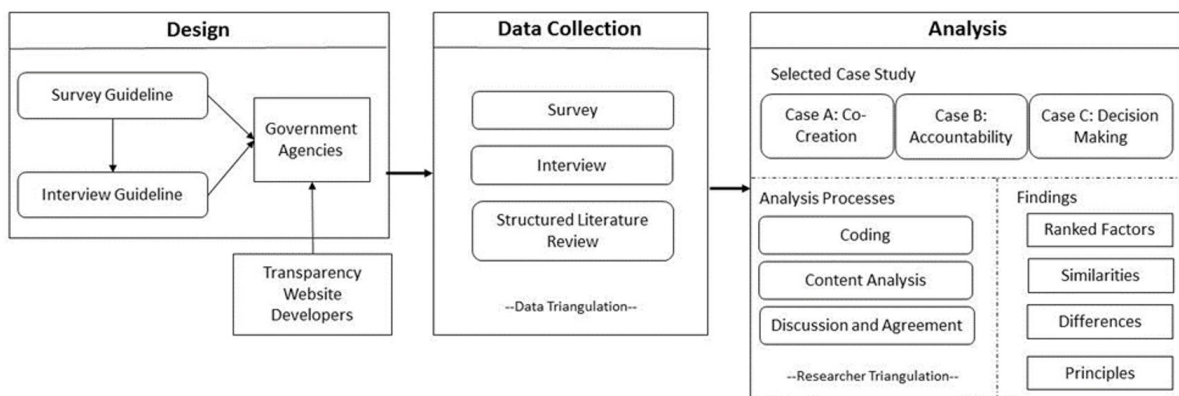 Design
Survey Guideline
Interview Guideline
Government
Agencies
Transparency
Website
Developers
Data Collection
Survey
Interview
Structured Literature
Review
--Data Triangulation--
Analysis
Selected Case Study
Case A: Co-
Creation
Case B:
Accountability
Case C: Decision
Making
Analysis Processes
Coding
Content Analysis
Discussion and Agreement
--Researcher Triangulation--
Findings
Ranked Factors
Similarities
Differences
Principles